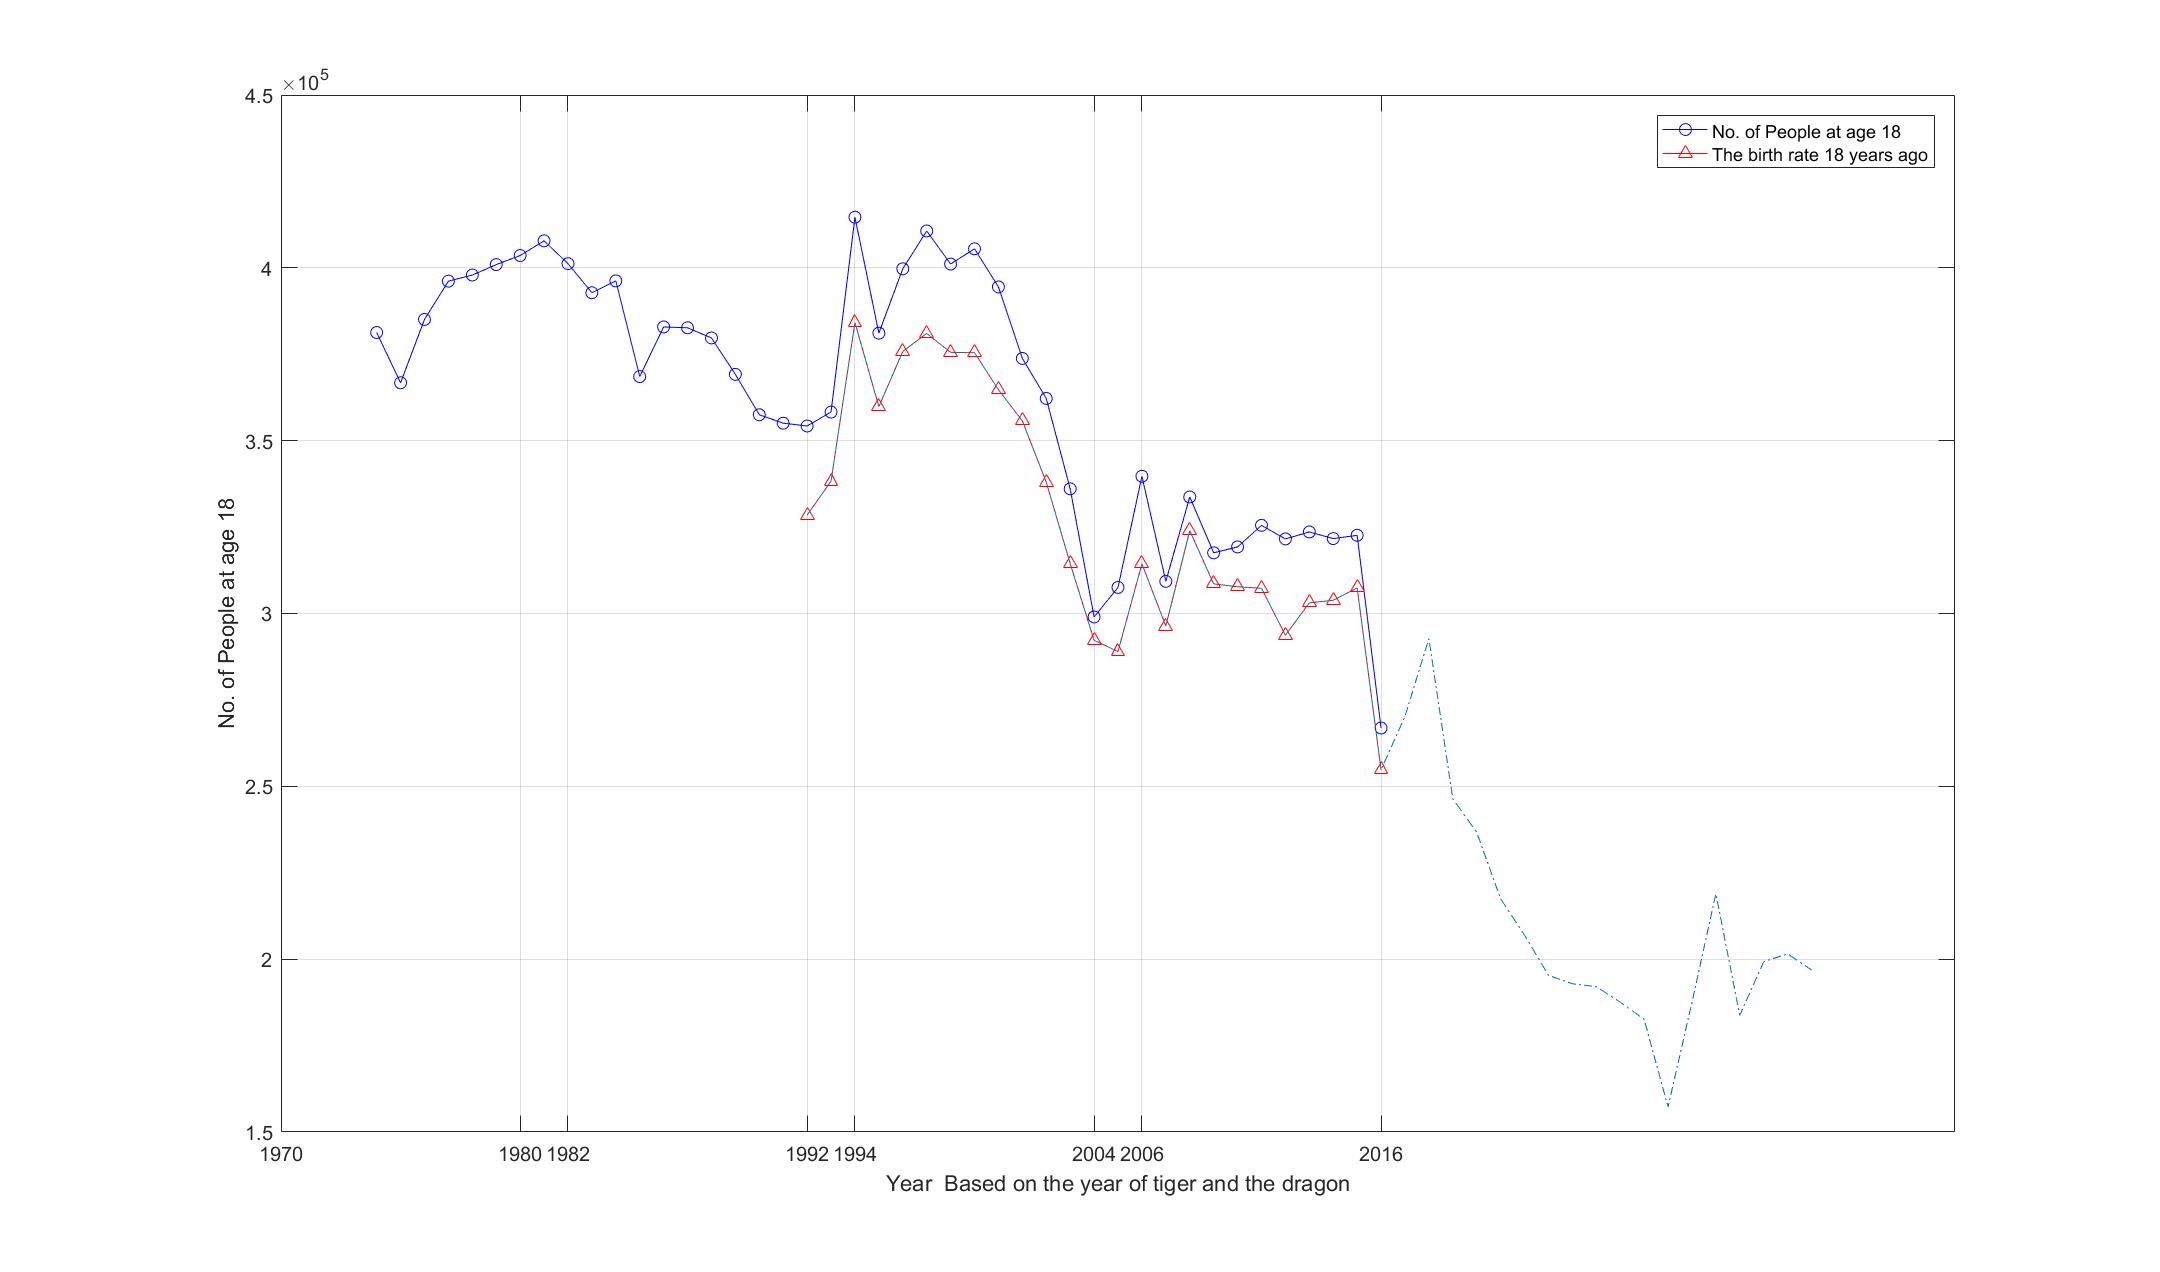 ×10^5
4.5
4
3.5
3
2.5
2
1.5
No. of People at age 18
No. of People at age 18
The birth rate 18 years ago
1970 1980 1982 1992 1994 2004 2006 2016
Year  Based on the year of tiger and the dragon